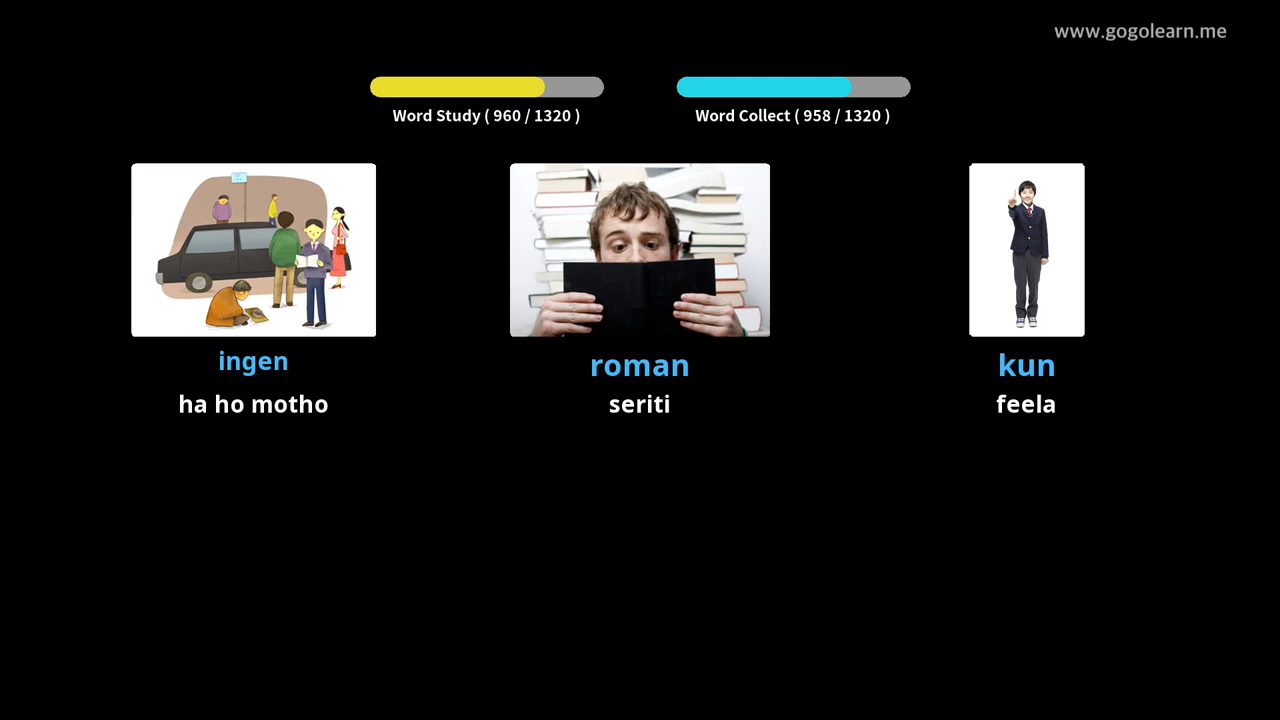 www.gogolearn.me
Word Study ( 960 / 1320 )
Word Collect ( 958 / 1320 )
ingen
roman
kun
ha ho motho
seriti
feela